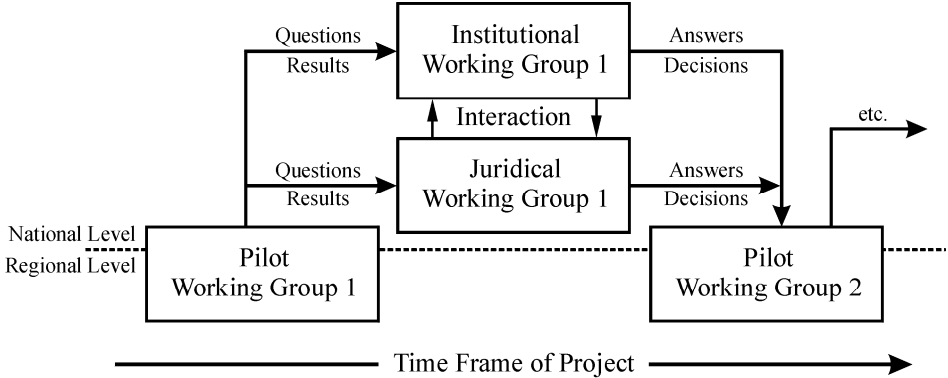 Questions
Results
Institutional
Working Group 1
Answers
Decisions
Interaction
etc.
Questions
Results
Juridical
Working Group 1
Answers
Decisions
National Level
Regional Level
Pilot
Working Group 1
Pilot
Working Group 2
Time Frame of Project